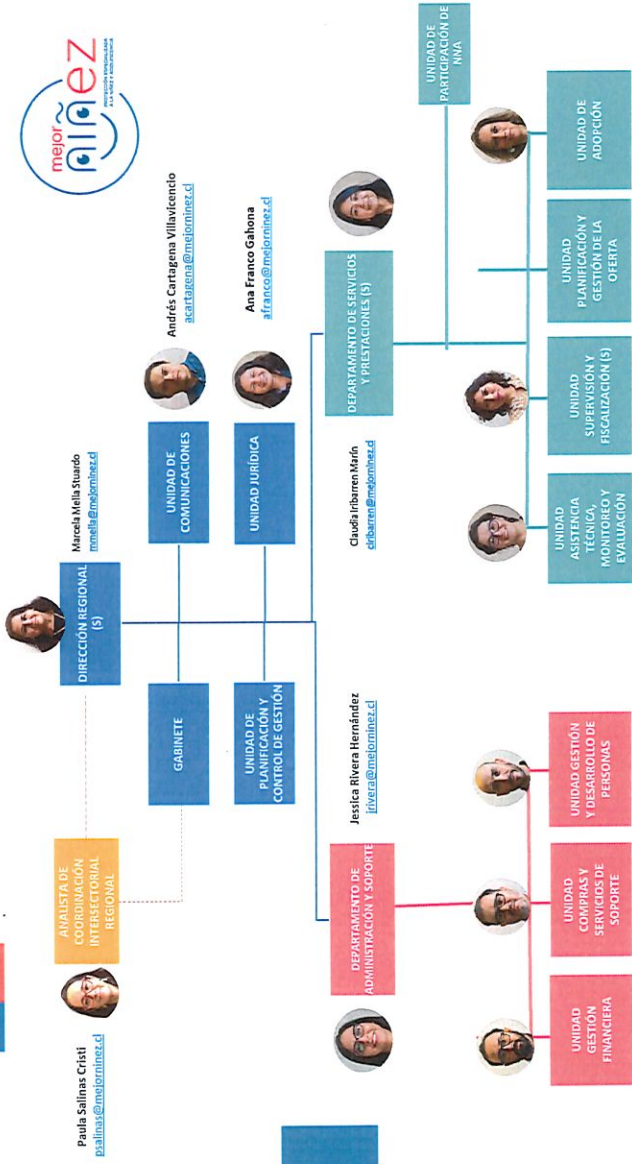 mejor
niñez
PROTECCIÓN ESPECIALIZADA
A LA NIÑEZ Y ADOLESCENCIA
Paula Salinas Cristi
psalinas@mejorninez.cl
ANALISTA DE
COORDINACIÓN
INTERSECTORIAL
REGIONAL
DIRECCIÓN REGIONAL
(S)
Marcela Mella Stuardo
mmella@mejorninez.cl
GABINETE
UNIDAD DE
COMUNICACIONES
Andrés Cartagena Villavicencio
acartagena@mejorninez.cl
UNIDAD DE
PLANIFICACIÓN Y
CONTROL DE GESTIÓN
UNIDAD JURÍDICA
Ana Franco Gahona
afranco@mejorninez.cl
DEPARTAMENTO DE
ADMINISTRACIÓN Y SOPORTE
Jessica Rivera Hernández
jrivera@mejorninez.cl
Claudia Iribarren Marín
ciribarren@mejorninez.cl
DEPARTAMENTO DE SERVICIOS
Y PRESTACIONES (S)
UNIDAD DE
PARTICIPACIÓN DE
NNA
UNIDAD
GESTIÓN
FINANCIERA
UNIDAD
COMPRAS Y
SERVICIOS DE
SOPORTE
UNIDAD GESTIÓN
Y DESARROLLO DE
PERSONAS
UNIDAD
ASISTENCIA
TÉCNICA,
MONITOREO Y
EVALUACIÓN
UNIDAD
SUPERVISIÓN Y
FISCALIZACIÓN (S)
UNIDAD
PLANIFICACIÓN Y
GESTIÓN DE LA
OFERTA
UNIDAD DE
ADOPCIÓN